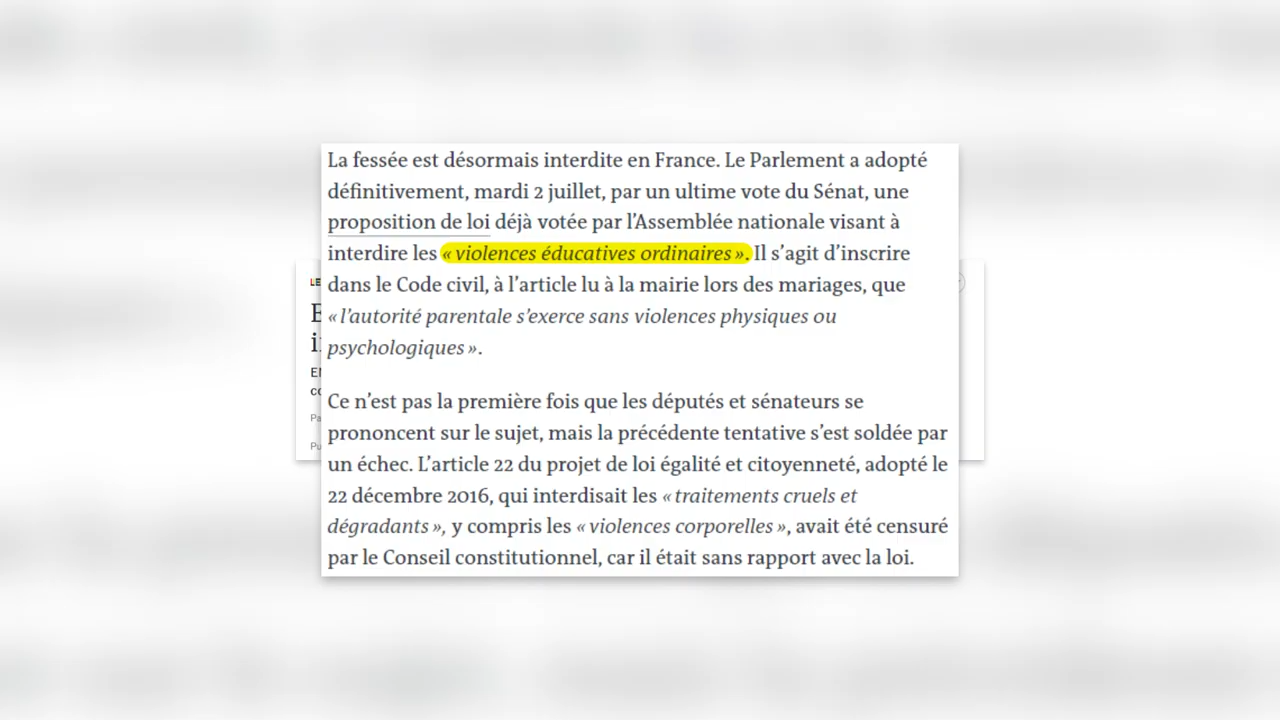 La fessée est désormais interdite en France. Le Parlement a adopté
définitivement, mardi 2 juillet, par un ultime vote du Sénat, une
proposition de loi déjà votée par l’Assemblée nationale visant à
interdire les « violences éducatives ordinaires ». Il s’agit d’inscrire
dans le Code civil, à l’article lu à la mairie lors des mariages, que
« l’autorité parentale s’exerce sans violences physiques ou
psychologiques ».
Ce n’est pas la première fois que les députés et sénateurs se
prononcent sur le sujet, mais la précédente tentative s’est soldée par
un échec. L’article 22 du projet de loi égalité et citoyenneté, adopté le
22 décembre 2016, qui interdisait les « traitements cruels et
dégradants », y compris les « violences corporelles », avait été censuré
par le Conseil constitutionnel, car il était sans rapport avec la loi.